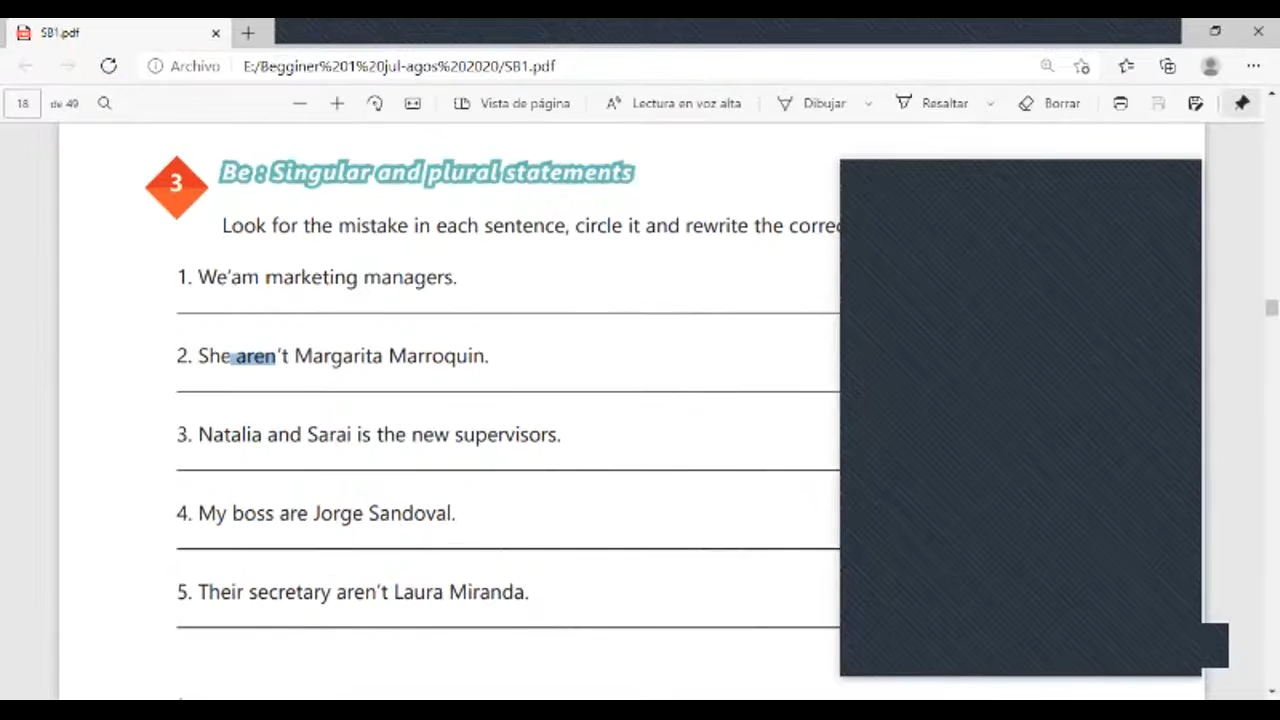 SB1.pdf
Archivo E:/Begginer%201%20jul-agos%202020/SB1.pdf
18 de 49 Vista de página Lectura en voz alta Dibujar Resaltar Borrar
3 Be : Singular and plural statements
Look for the mistake in each sentence, circle it and rewrite the correc
1. We’am marketing managers.
2. She aren’t Margarita Marroquin.
3. Natalia and Sarai is the new supervisors.
4. My boss are Jorge Sandoval.
5. Their secretary aren’t Laura Miranda.